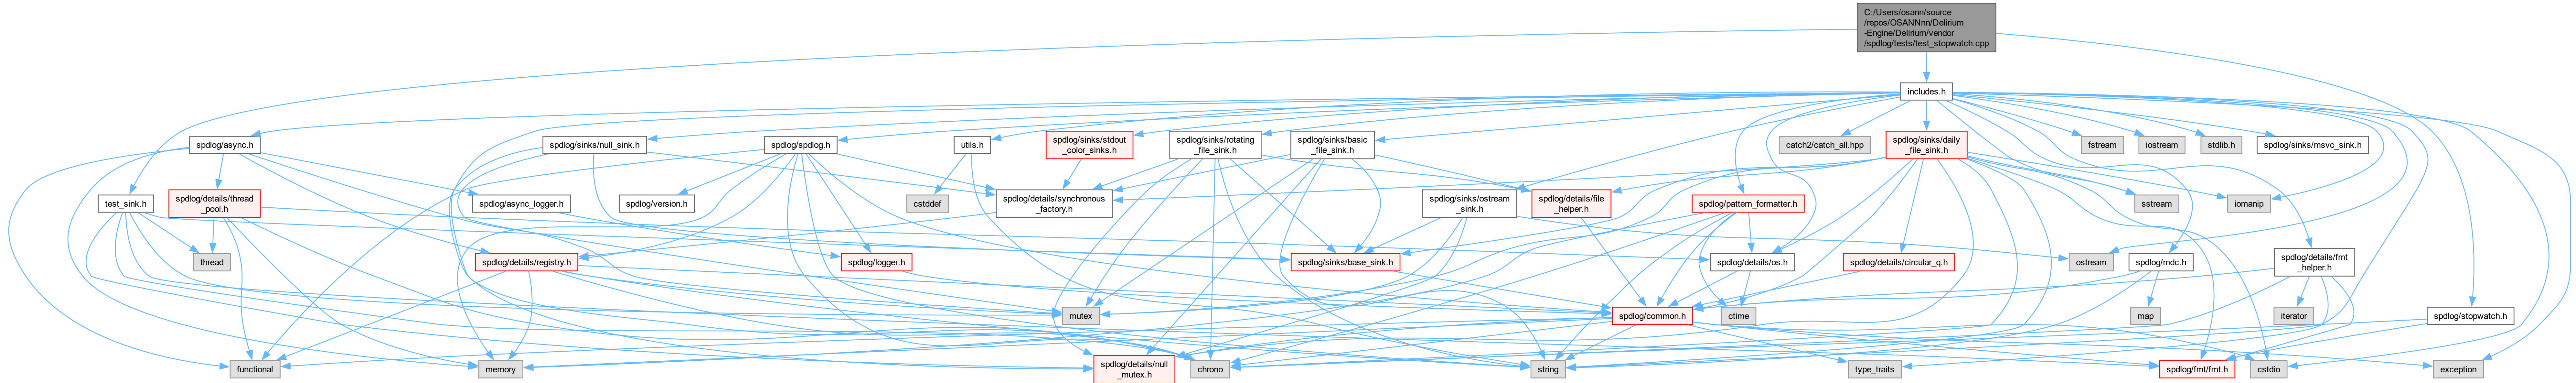 C:/Users/osann/source
/repos/OSANNnn/Delirium
-Engine/Delirium/vendor
/spdlog/tests/test_stopwatch.cpp
includes.h
spdlog/async.h
spdlog/sinks/null_sink.h
spdlog/spdlog.h
utils.h
spdlog/sinks/stdout
_color_sinks.h
spdlog/sinks/rotating
_file_sink.h
spdlog/sinks/basic
_file_sink.h
catch2/catch_all.hpp
spdlog/sinks/daily
_file_sink.h
fstream
iostream
stdlib.h
spdlog/sinks/msvc_sink.h
test_sink.h
spdlog/details/thread
_pool.h
spdlog/async_logger.h
spdlog/version.h
cstddef
spdlog/details/synchronous
_factory.h
spdlog/sinks/ostream
_sink.h
spdlog/details/file
_helper.h
spdlog/pattern_formatter.h
sstream
iomanip
thread
spdlog/details/registry.h
spdlog/logger.h
spdlog/sinks/base_sink.h
spdlog/details/os.h
spdlog/details/circular_q.h
ostream
spdlog/mdc.h
spdlog/details/fmt
_helper.h
mutex
spdlog/common.h
ctime
map
iterator
spdlog/stopwatch.h
functional
memory
spdlog/details/null
_mutex.h
chrono
string
type_traits
spdlog/fmt/fmt.h
cstdio
exception